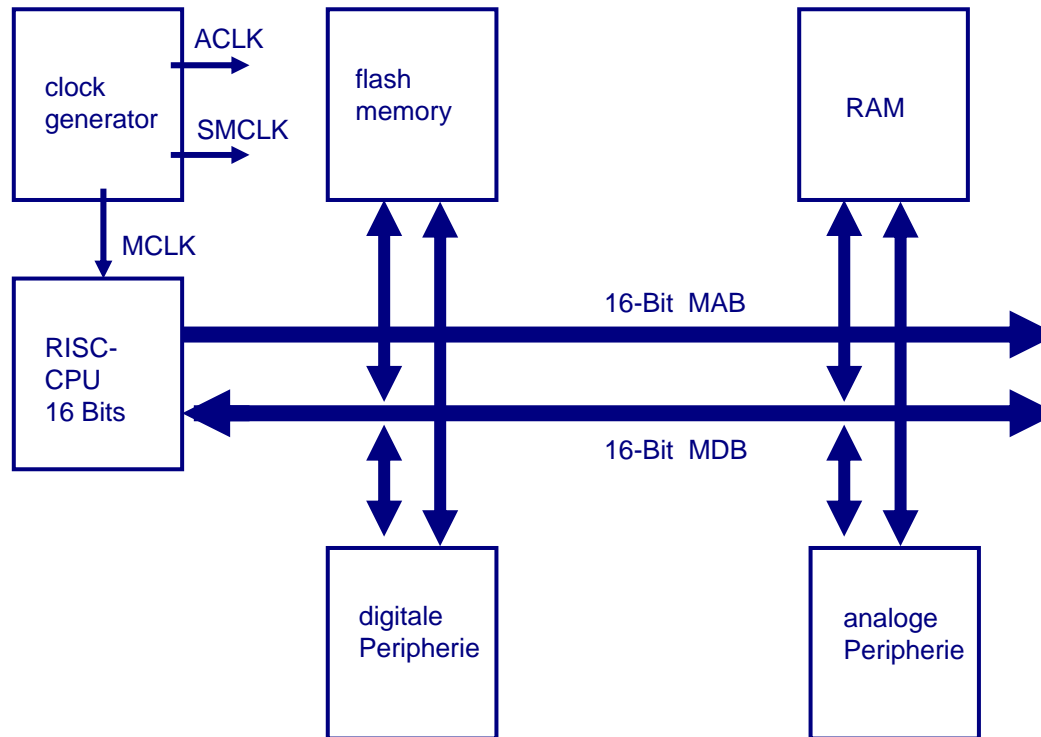 ACLK
clock
generator
SMCLK
flash
memory
RAM
MCLK
16-Bit MAB
RISC-
CPU
16 Bits
16-Bit MDB
digitale
Peripherie
analoge
Peripherie